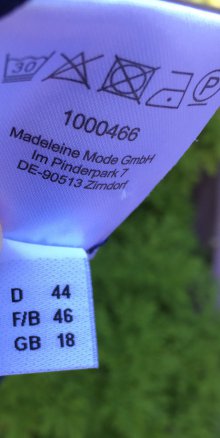 30 P
1000466
Madeleine Mode GmbH
Im Pinderpark 7
DE-90513 Zirndorf
D 44
F/B 46
GB 18